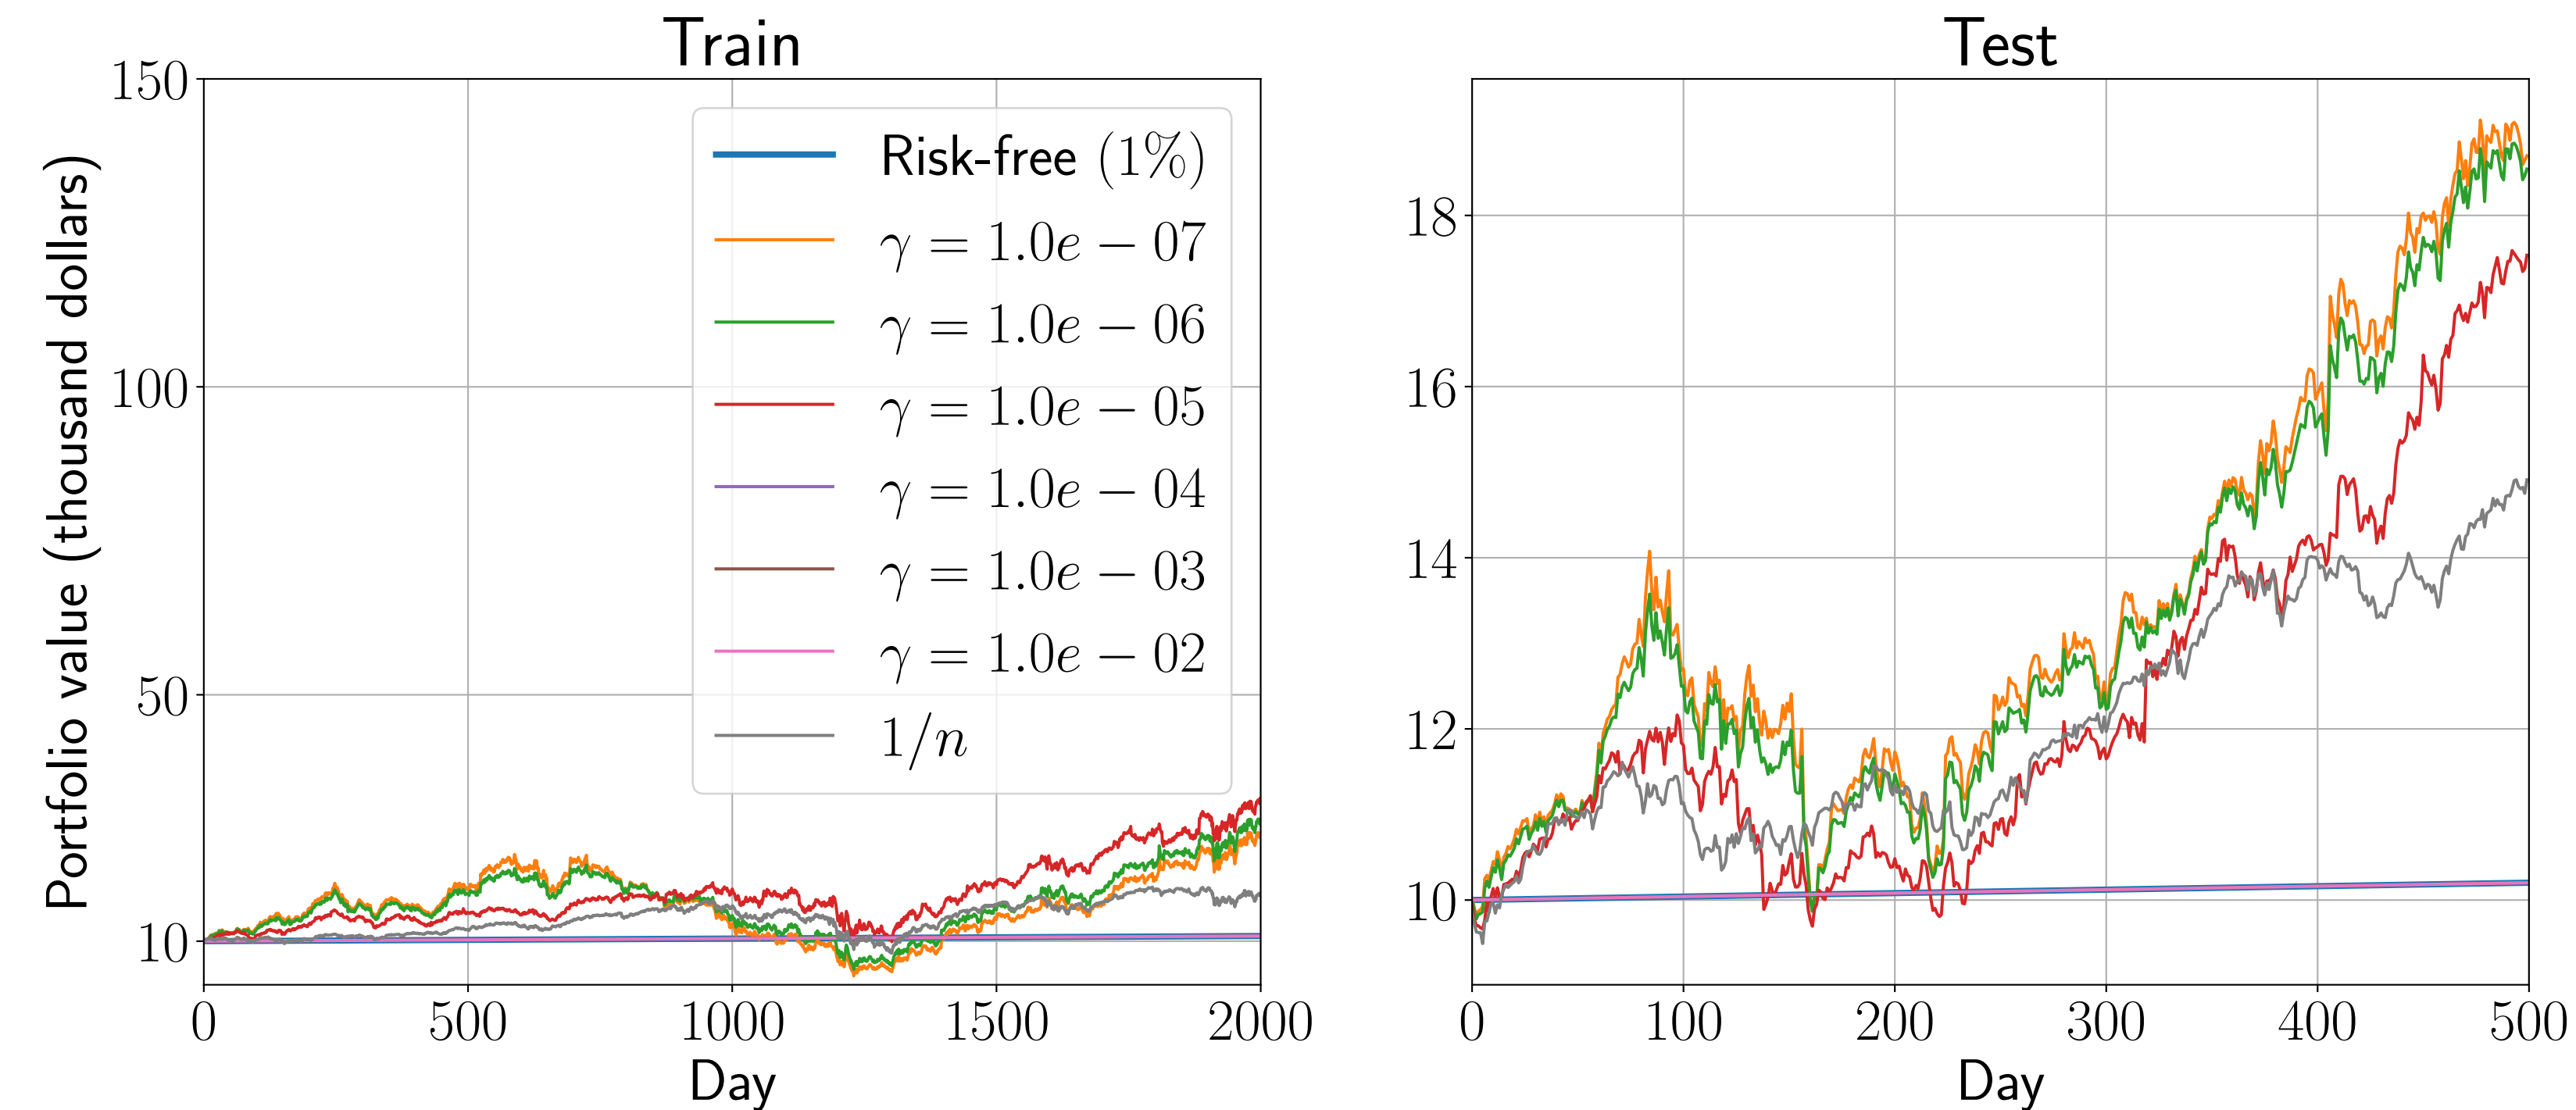 Train
Test
Portfolio value (thousand dollars)
150
100
50
10
0
500
1000
1500
2000
Day
Risk-free (1%)
γ = 1.0e − 07
γ = 1.0e − 06
γ = 1.0e − 05
γ = 1.0e − 04
γ = 1.0e − 03
γ = 1.0e − 02
1/n
18
16
14
12
10
0
100
200
300
400
500
Day